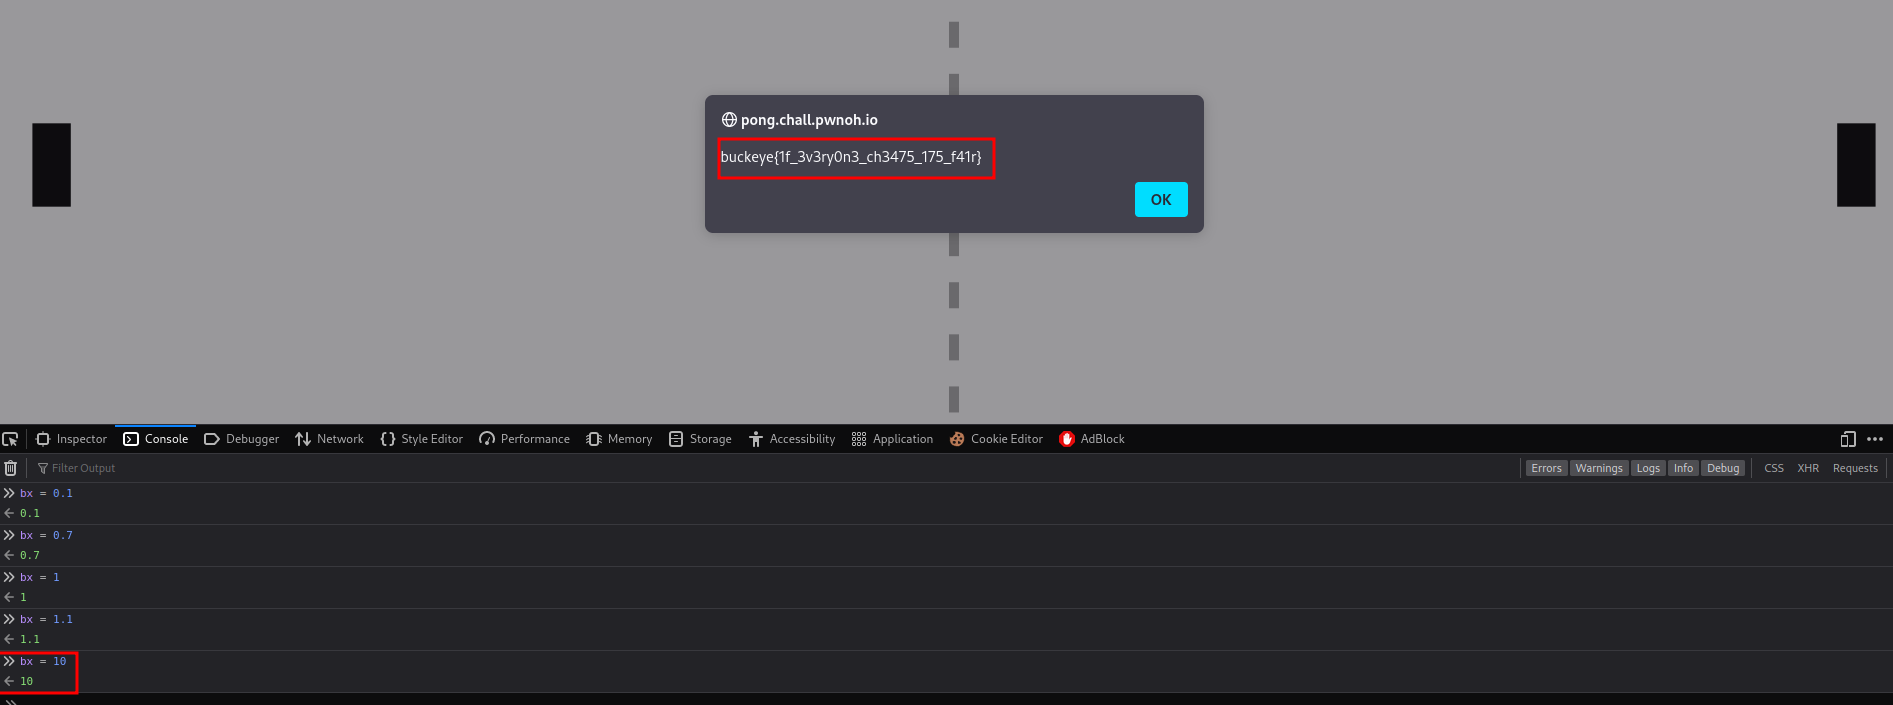 pong.chall.pwnoh.io
buckeye{1f_3v3ry0n3_ch3475_175_f41r}
OK
Inspector Console Debugger Network Style Editor Performance Memory Storage Accessibility Application Cookie Editor AdBlock
Filter Output Errors Warnings Logs Info Debug CSS XHR Requests
bx = 0.1
0.1
bx = 0.7
0.7
bx = 1
1
bx = 1.1
1.1
bx = 10
10